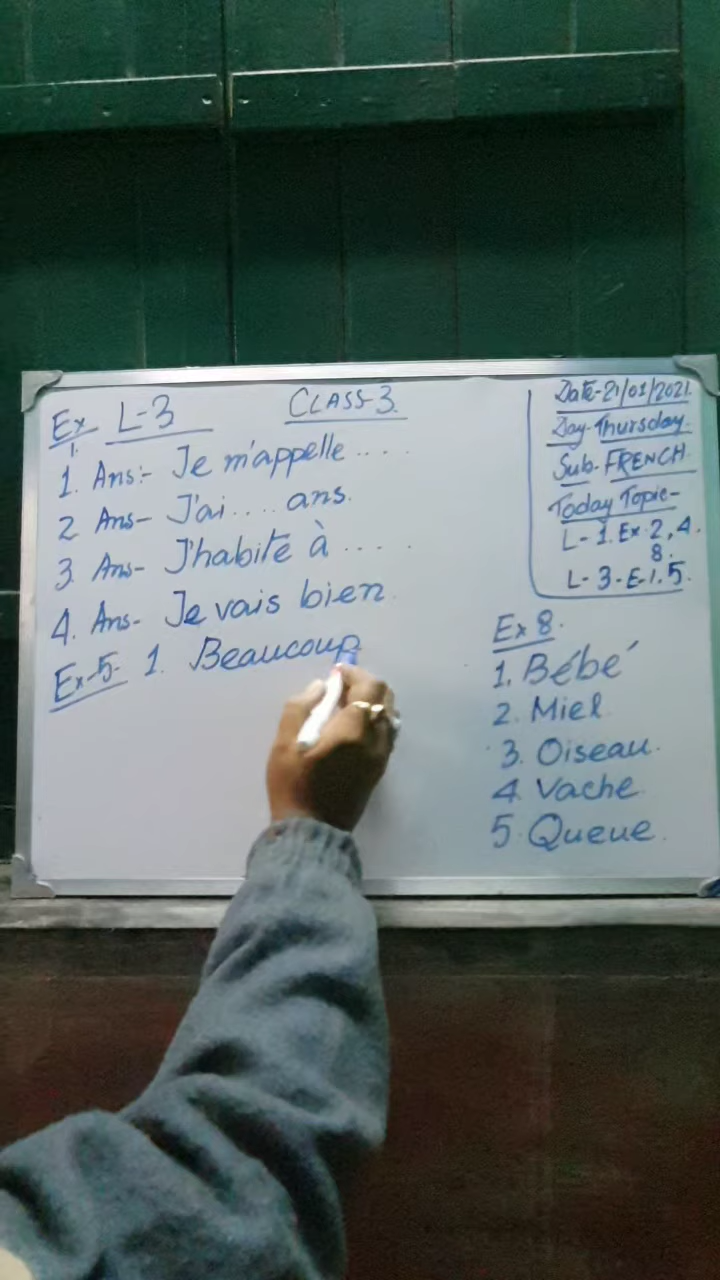 Ex L-3
1.
CLASS-3.
1. Ans:- Je m'appelle ....
2 Ans- J'ai .... ans.
3 Ans- J'habite à .....
4. Ans- Je vais bien.
Ex-5- 1. Beaucoup
Date-21/01/2021.
Day-Thursday.
Sub-FRENCH.
Today Topic-
L-1. Ex-2, 4.
8.
L-3-E-1. 5.
Ex 8.
1. Bébé
2. Miel.
3. Oiseau.
4. Vache.
5. Queue.